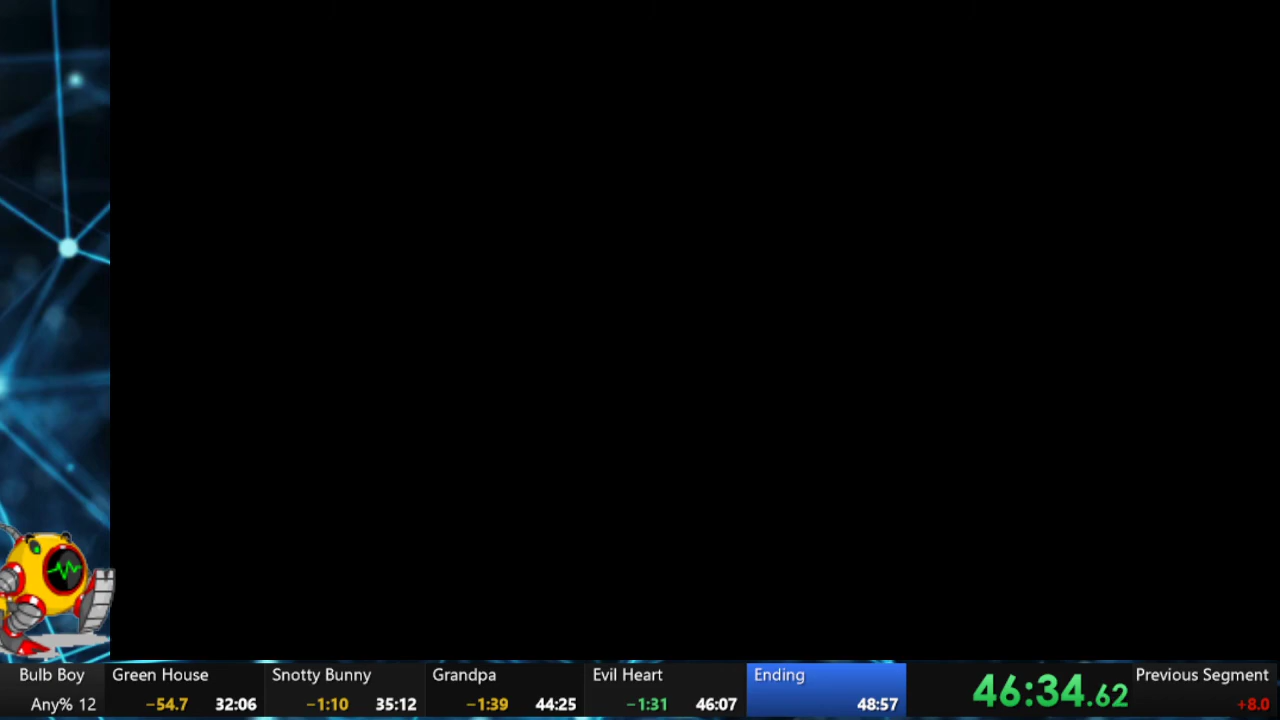 Bulb Boy
Any% 12
Green House
−54.7 32:06
Snotty Bunny
−1:10 35:12
Grandpa
−1:39 44:25
Evil Heart
−1:31 46:07
Ending
48:57
46:34.62
Previous Segment
+8.0